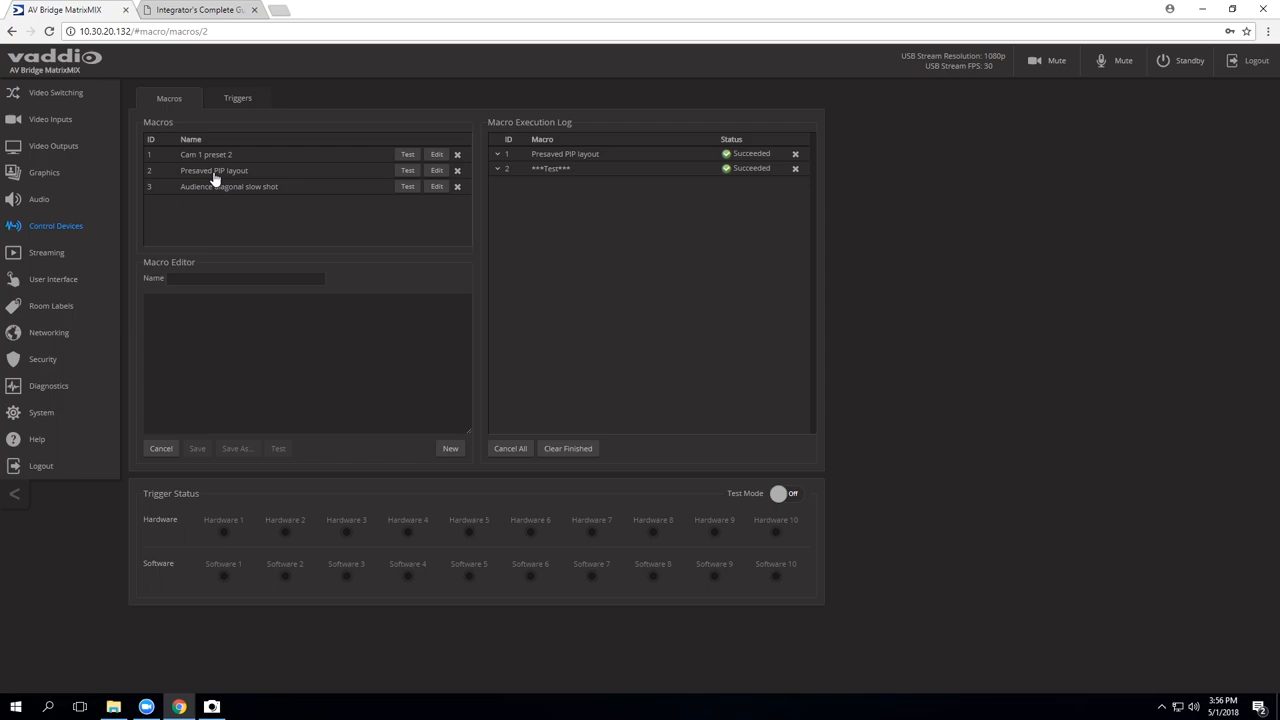 AV Bridge MatrixMIX
Integrator's Complete Gu
10.30.20.132/#macro/macros/2
vaddio
AV Bridge MatrixMIX
USB Stream Resolution: 1080p
USB Stream FPS: 30
Mute
Mute
Standby
Logout
Video Switching
Video Inputs
Video Outputs
Graphics
Audio
Control Devices
Streaming
User Interface
Room Labels
Networking
Security
Diagnostics
System
Help
Logout
<
Macros
Triggers
Macros
ID Name
1 Cam 1 preset 2 Test Edit
2 Presaved PIP layout Test Edit
3 Audience diagonal slow shot Test Edit
Macro Editor
Name
Cancel Save Save As... Test New
Macro Execution Log
ID Macro Status
1 Presaved PIP layout Succeeded
2 ***Test*** Succeeded
Cancel All Clear Finished
Trigger Status
Test Mode Off
Hardware Hardware 1 Hardware 2 Hardware 3 Hardware 4 Hardware 5 Hardware 6 Hardware 7 Hardware 8 Hardware 9 Hardware 10
Software Software 1 Software 2 Software 3 Software 4 Software 5 Software 6 Software 7 Software 8 Software 9 Software 10
3:56 PM
5/1/2018
2